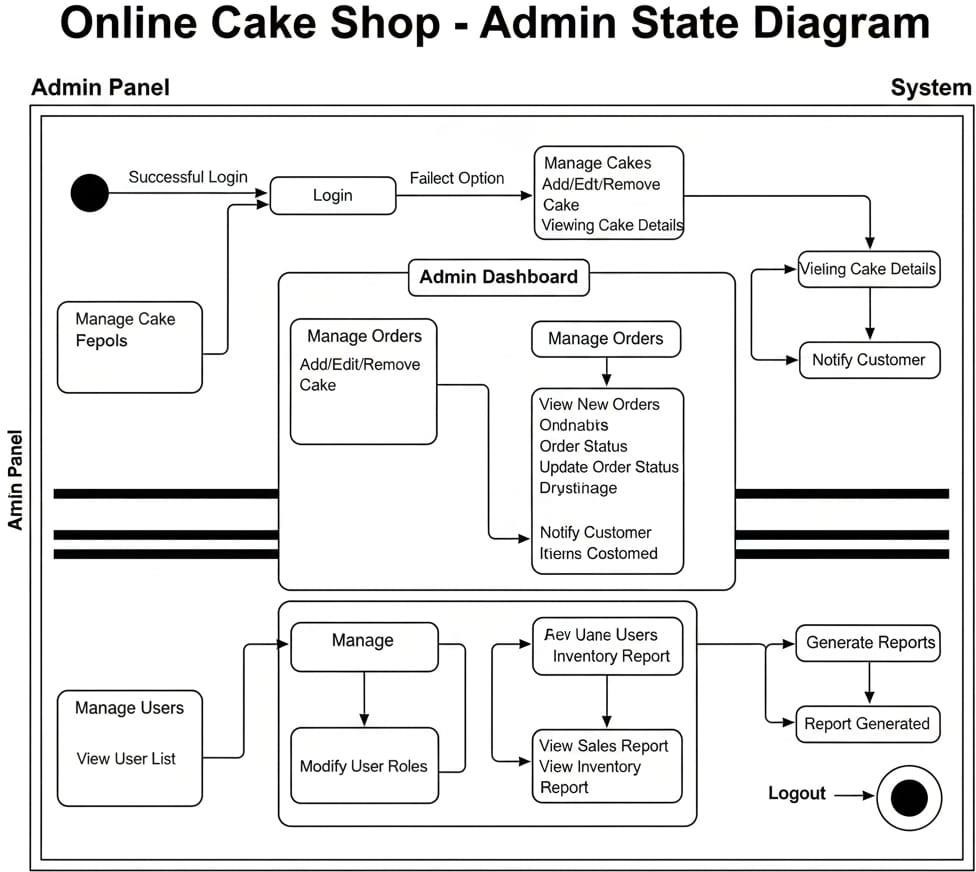 Online Cake Shop - Admin State Diagram
Admin Panel
System
Successful Login
Login
Failect Option
Manage Cakes
Add/Edt/Remove
Cake
Viewing Cake Details
Vieling Cake Details
Notify Customer
Manage Cake
Fepols
Admin Dashboard
Manage Orders
Add/Edit/Remove
Cake
Manage Orders
View New Orders
Ondnabts
Order Status
Update Order Status
Drystinage
Notify Customer
Itiems Costomed
Amin Panel
Manage Users
View User List
Manage
Modify User Roles
Uane Users
Inventory Report
View Sales Report
View Inventory
Report
Generate Reports
Report Generated
Logout